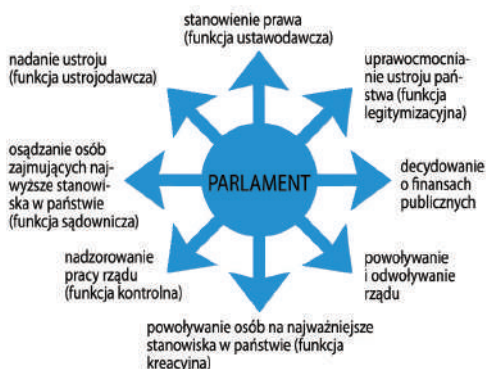 stanowienie prawa
(funkcja ustawodawcza)
nadanie ustroju
(funkcja ustrojodawcza)
uprawocmocnia-
nie ustroju pań-
stwa (funkcja
legitymizacyjna)
osądzanie osób
zajmujących naj-
wyższe stanowi-
ska w państwie
(funkcja sądownicza)
PARLAMENT
decydowanie
o finansach
publicznych
nadzorowanie
pracy rządu
(funkcja kontrolna)
powoływanie
i odwoływanie
rządu
powoływanie osób na najważniejsze
stanowiska w państwie (funkcja
kreacyjna)